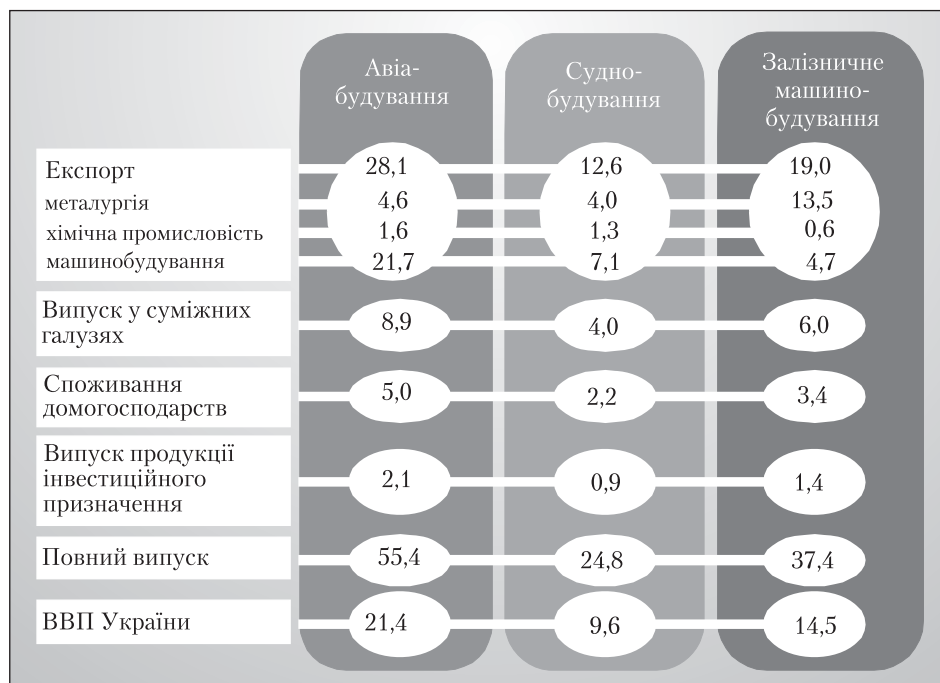 Авіа-
будування
Судно-
будування
Залізничне
машино-
будування
Експорт 28,1 12,6 19,0
металургія 4,6 4,0 13,5
хімічна промисловість 1,6 1,3 0,6
машинобудування 21,7 7,1 4,7
Випуск у суміжних
галузях 8,9 4,0 6,0
Споживання
домогосподарств 5,0 2,2 3,4
Випуск продукції
інвестиційного 2,1 0,9 1,4
призначення
Повний випуск 55,4 24,8 37,4
ВВП України 21,4 9,6 14,5